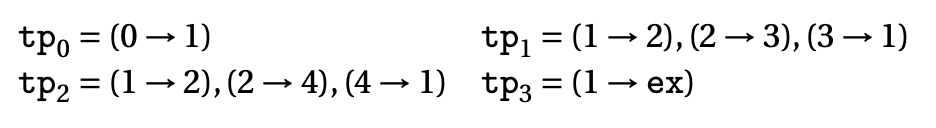 tp₀ = (0 → 1) tp₁ = (1 → 2), (2 → 3), (3 → 1)
tp₂ = (1 → 2), (2 → 4), (4 → 1) tp₃ = (1 → ex)